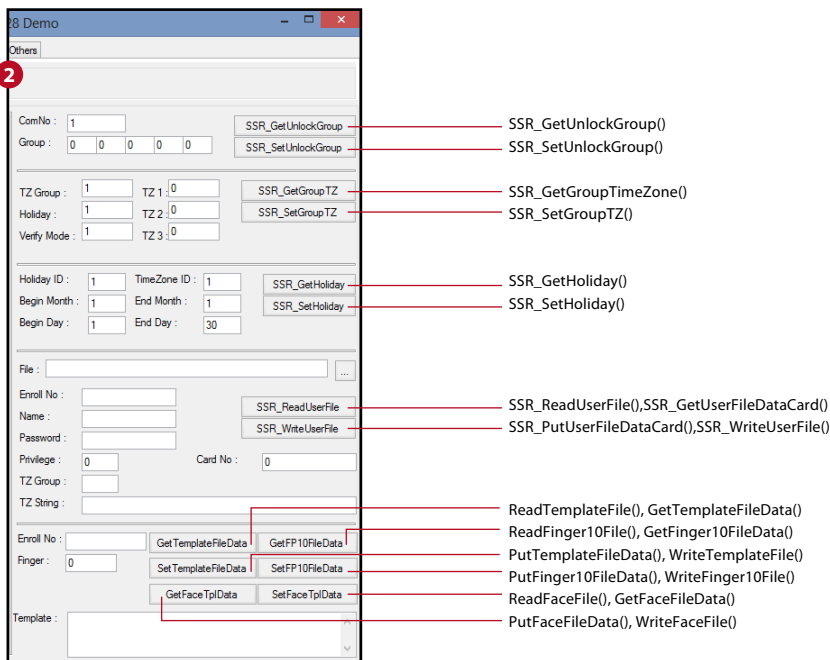 28 Demo
Others
2
ComNo : 1 SSR_GetUnlockGroup SSR_GetUnlockGroup()
Group : 0 0 0 0 0 SSR_SetUnlockGroup SSR_SetUnlockGroup()
TZ Group : 1 TZ 1 : 0 SSR_GetGroupTZ SSR_GetGroupTimeZone()
Holiday : 1 TZ 2 : 0 SSR_SetGroupTZ SSR_SetGroupTZ()
Verify Mode : 1 TZ 3 : 0
Holiday ID : 1 TimeZone ID : 1 SSR_GetHoliday SSR_GetHoliday()
Begin Month : 1 End Month : 1 SSR_SetHoliday SSR_SetHoliday()
Begin Day : 1 End Day : 30
File : ...
Enroll No :
Name : SSR_ReadUserFile SSR_ReadUserFile(),SSR_GetUserFileDataCard()
Password : SSR_WriteUserFile SSR_PutUserFileDataCard(),SSR_WriteUserFile()
Privilege : 0 Card No : 0
TZ Group :
TZ String :
ReadTemplateFile(), GetTemplateFileData()
Enroll No : GetTemplateFileData GetFP10FileData ReadFinger10File(), GetFinger10FileData()
PutTemplateFileData(), WriteTemplateFile()
Finger : 0 SetTemplateFileData SetFP10FileData PutFinger10FileData(), WriteFinger10File()
GetFaceTplData SetFaceTplData ReadFaceFile(), GetFaceFileData()
Template : PutFaceFileData(), WriteFaceFile()